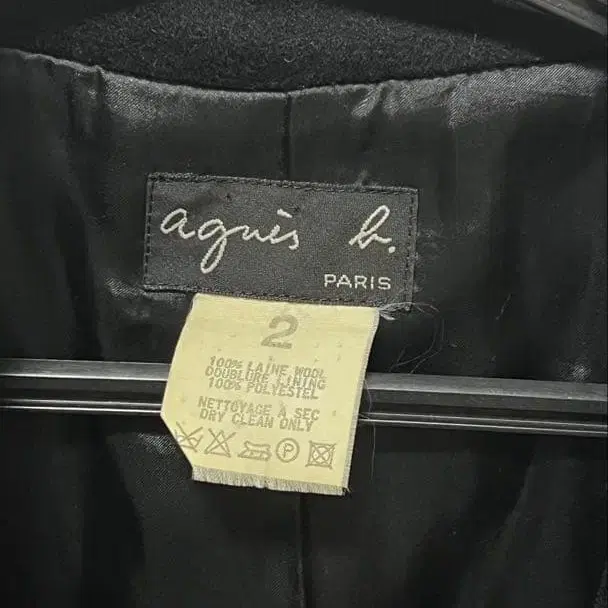 agnès b.
PARIS
2
100% LAINE WOOL
DOUBLURE LINING
100% POLYESTEL
NETTOYAGE A SEC
DRY CLEAN ONLY
P